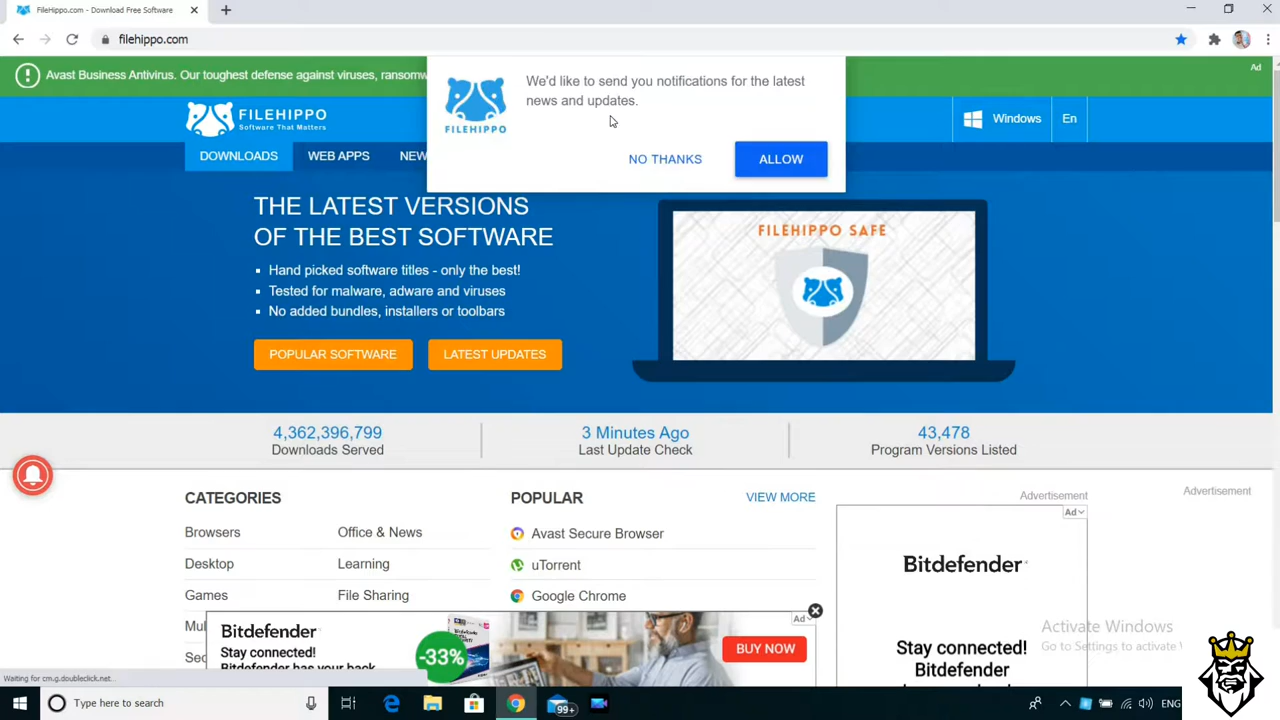 FileHippo.com - Download Free Software
filehippo.com
Avast Business Antivirus. Our toughest defense against viruses, ransomw
Ad
We'd like to send you notifications for the latest
news and updates.
FILEHIPPO
NO THANKS
ALLOW
FILEHIPPO
Software That Matters
Windows
En
DOWNLOADS
WEB APPS
NEW
THE LATEST VERSIONS
OF THE BEST SOFTWARE
Hand picked software titles - only the best!
Tested for malware, adware and viruses
No added bundles, installers or toolbars
POPULAR SOFTWARE
LATEST UPDATES
FILEHIPPO SAFE
4,362,396,799
Downloads Served
3 Minutes Ago
Last Update Check
43,478
Program Versions Listed
CATEGORIES
Browsers
Office & News
Desktop
Learning
Games
File Sharing
Mul
Sec
POPULAR
VIEW MORE
Avast Secure Browser
uTorrent
Google Chrome
Advertisement
Advertisement
Ad
Bitdefender
Stay connected!
Bitdefender
Ad
Bitdefender
Stay connected!
Bitdefender has your back
-33%
BUY NOW
Activate Windows
Go to Settings to activate
Waiting for cm.g.doubleclick.net...
Type here to search
99+
ENG